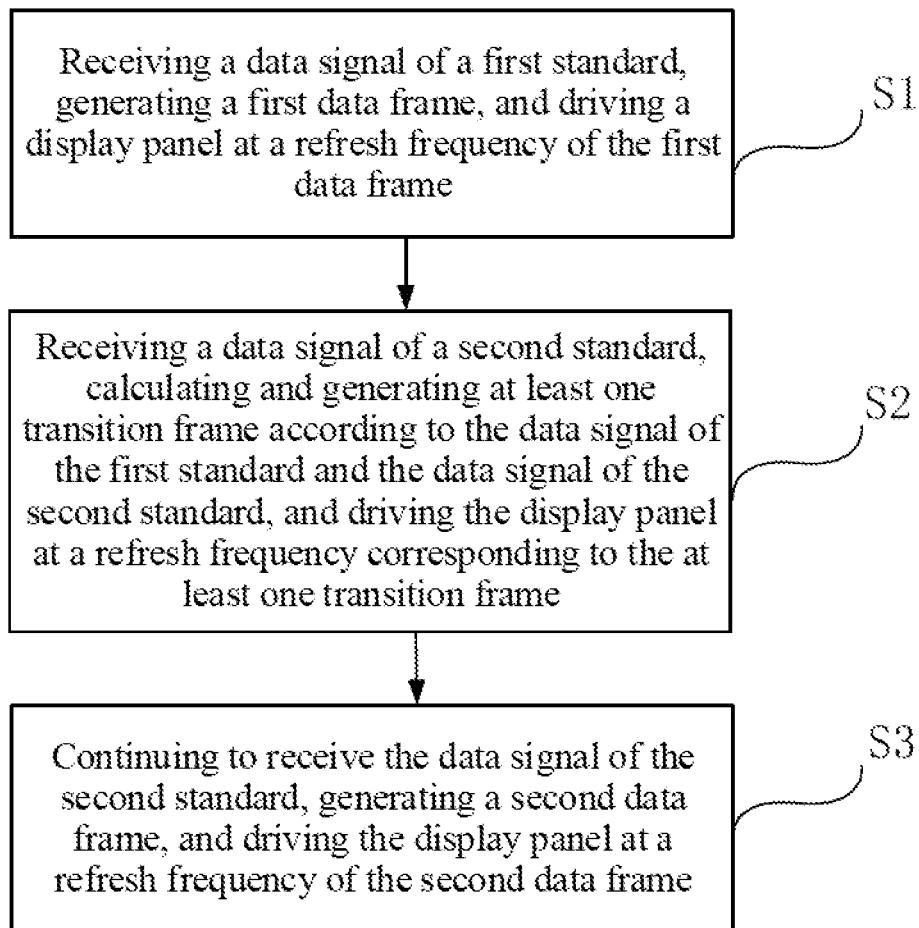 Receiving a data signal of a first standard,
generating a first data frame, and driving a
display panel at a refresh frequency of the first
data frame
S1
Receiving a data signal of a second standard,
calculating and generating at least one
transition frame according to the data signal of
the first standard and the data signal of the
second standard, and driving the display panel
at a refresh frequency corresponding to the at
least one transition frame
S2
Continuing to receive the data signal of the
second standard, generating a second data
frame, and driving the display panel at a
refresh frequency of the second data frame
S3